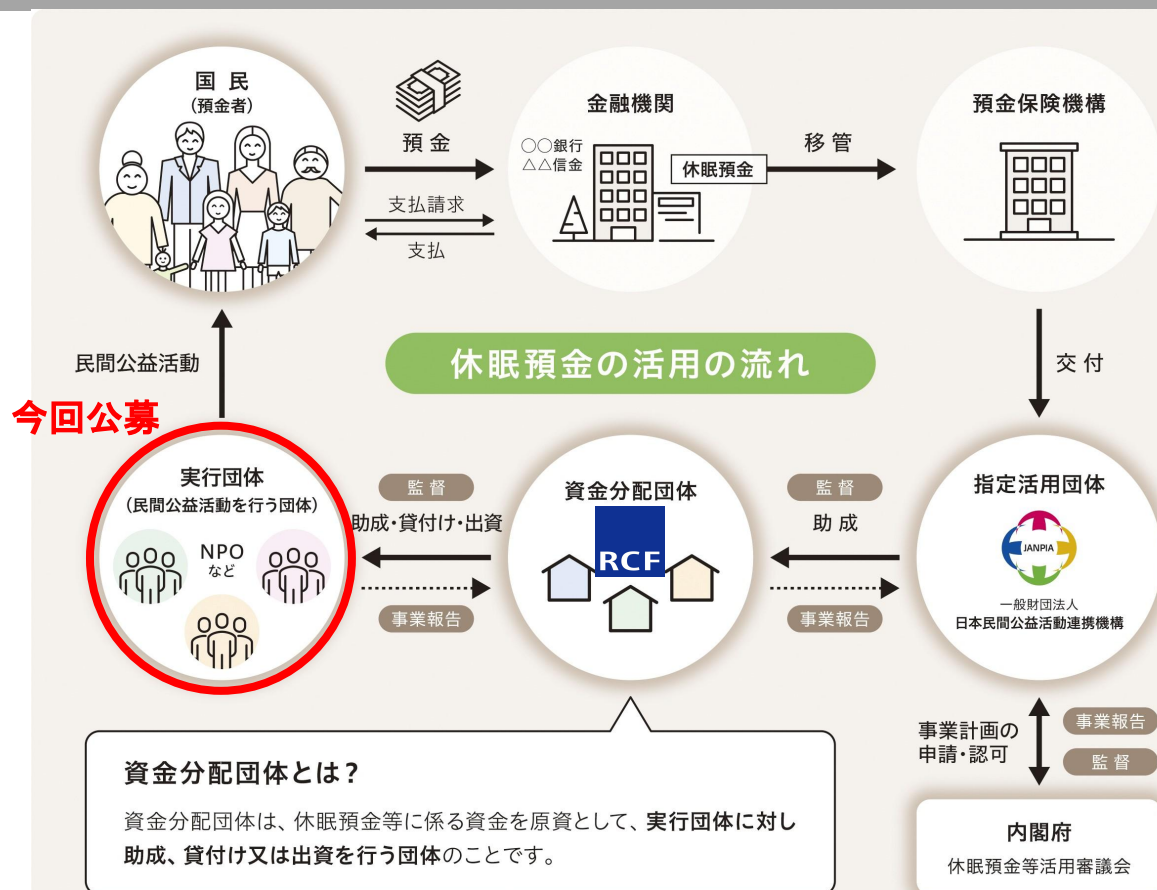 国 民
(預金者)
預 金
支払請求
支払
金融機関
〇〇銀行
△△信金
休眠預金
移 管
預金保険機構
民間公益活動
休眠預金の活用の流れ
交 付
今回公募
実行団体
(民間公益活動を行う団体)
NPO
など
監 督
助成・貸付け・出資
事業報告
資金分配団体
RCF
監 督
助 成
事業報告
指定活用団体
JANPIA
一般財団法人
日本民間公益活動連携機構
事業計画の
申請・認可
事業報告
監 督
資金分配団体とは?
資金分配団体は、休眠預金等に係る資金を原資として、実行団体に対し
助成、貸付け又は出資を行う団体のことです。
内閣府
休眠預金等活用審議会